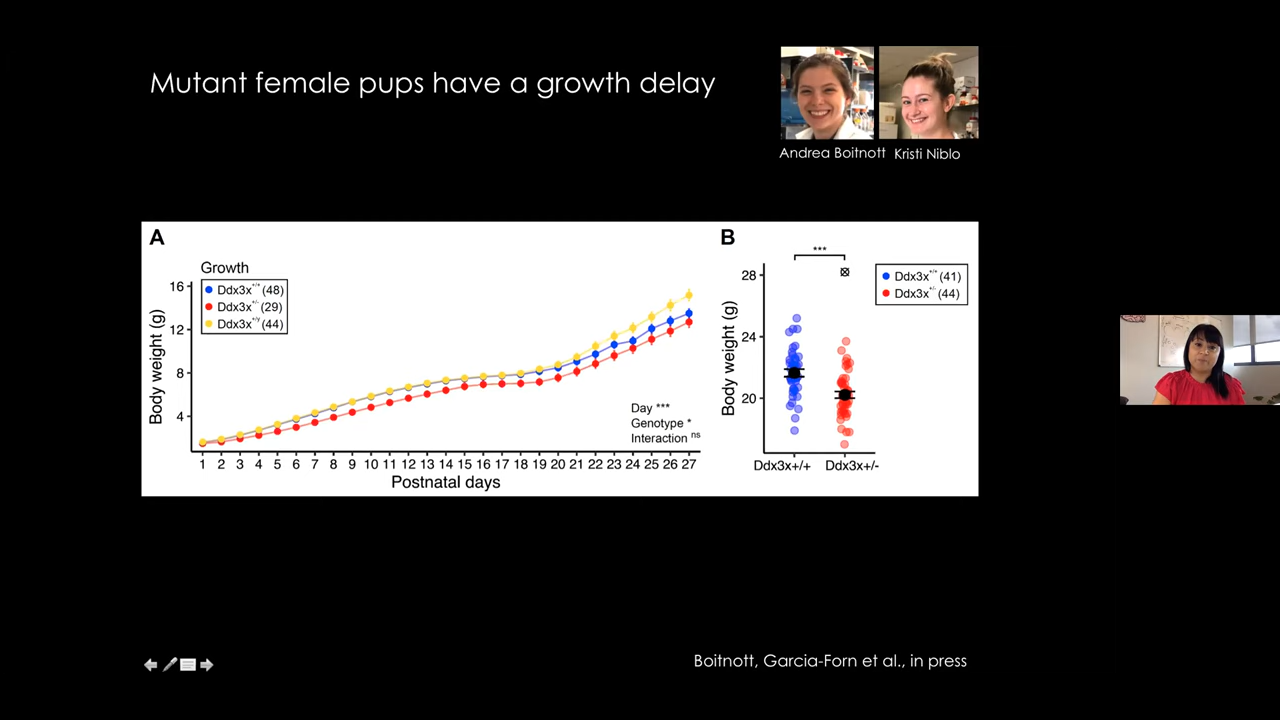 Mutant female pups have a growth delay
Andrea Boitnott Kristi Niblo
A
Growth
Ddx3x+/+ (48)
Ddx3x+/- (29)
Ddx3x+/y (44)
Body weight (g)
16
12
8
4
Day ***
Genotype *
Interaction ns
1 2 3 4 5 6 7 8 9 10 11 12 13 14 15 16 17 18 19 20 21 22 23 24 25 26 27
Postnatal days
B
***
Ddx3x+/+ (41)
Ddx3x+/- (44)
Body weight (g)
28
24
20
Ddx3x+/+ Ddx3x+/-
Boitnott, Garcia-Forn et al., in press